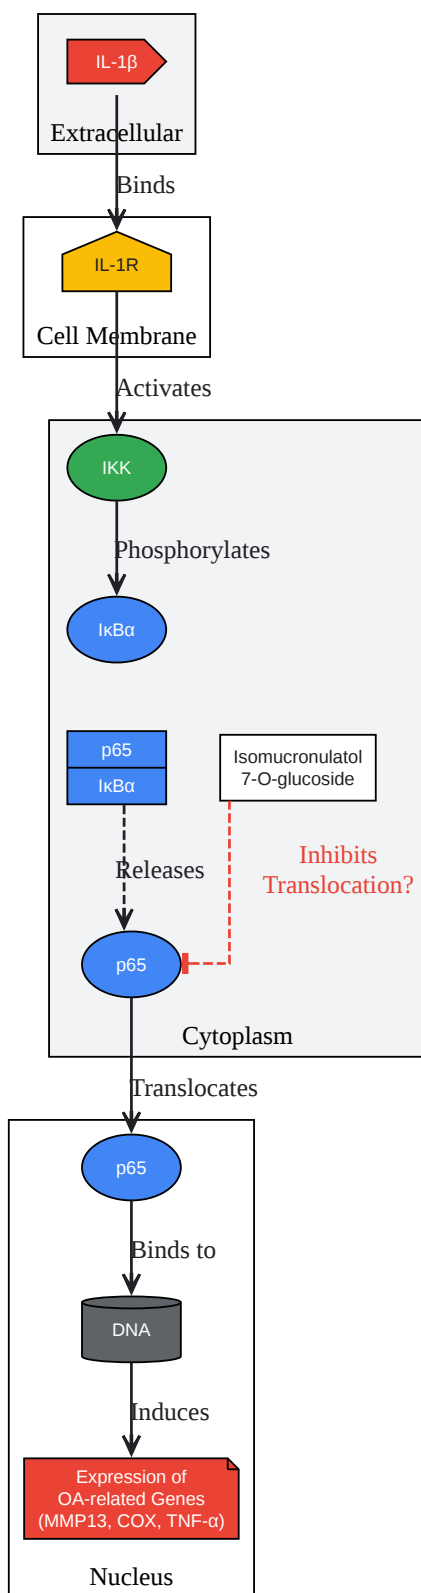 IL-1β
Extracellular
Binds
IL-1R
Cell Membrane
Activates
IKK
Phosphorylates
IκBα
p65
IκBα
Isomucronulatol
7-O-glucoside
Releases
Inhibits
Translocation?
p65
Cytoplasm
Translocates
p65
Binds to
DNA
Induces
Expression of
OA-related Genes
(MMP13, COX, TNF-α)
Nucleus